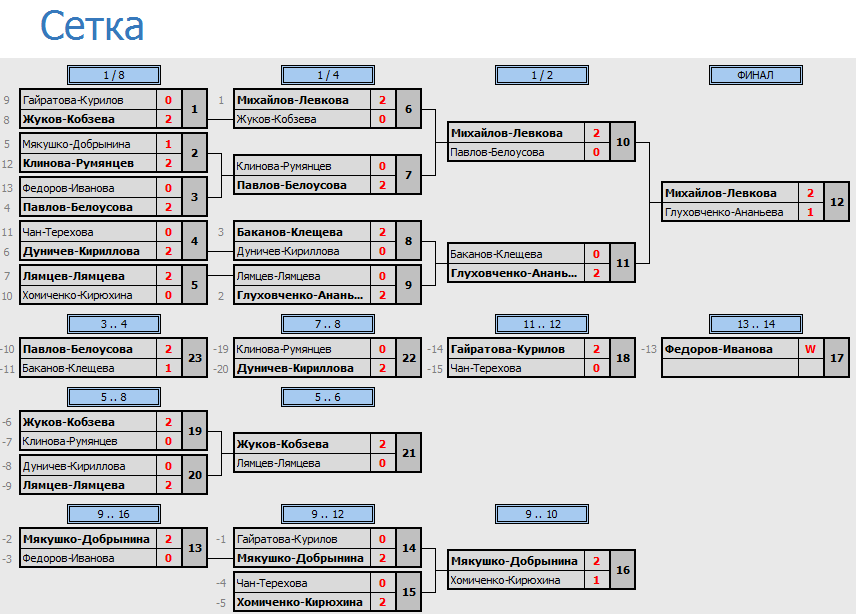 Сетка
1 / 8 1 / 4 1 / 2 ФИНАЛ
9 Гайратова-Курилов 0 1 1 Михайлов-Левкова 2 6
8 Жуков-Кобзева 2 Жуков-Кобзева 0
5 Мякушко-Добрынина 1 2 Михайлов-Левкова 2 10
12 Клинова-Румянцев 2 Клинова-Румянцев 0 7 Павлов-Белоусова 0
13 Федоров-Иванова 0 3 Павлов-Белоусова 2 Михайлов-Левкова 2 12
4 Павлов-Белоусова 2 Глуховченко-Ананьева 1
11 Чан-Терехова 0 4 3 Баканов-Клещева 2 8
6 Дуничев-Кириллова 2 Дуничев-Кириллова 0 Баканов-Клещева 0 11
7 Лямцев-Лямцева 2 5 Лямцев-Лямцева 0 9 Глуховченко-Анань... 2
10 Хомиченко-Кирюхина 0 2 Глуховченко-Анань... 2
3 .. 4 7 .. 8 11 .. 12 13 .. 14
-10 Павлов-Белоусова 2 23 -19 Клинова-Румянцев 0 22 -14 Гайратова-Курилов 2 18 -13 Федоров-Иванова W 17
-11 Баканов-Клещева 1 -20 Дуничев-Кириллова 2 -15 Чан-Терехова 0
5 .. 8 5 .. 6
-6 Жуков-Кобзева 2 19
-7 Клинова-Румянцев 0 Жуков-Кобзева 2 21
-8 Дуничев-Кириллова 0 20 Лямцев-Лямцева 0
-9 Лямцев-Лямцева 2
9 .. 16 9 .. 12 9 .. 10
-2 Мякушко-Добрынина 2 13 -1 Гайратова-Курилов 0 14
-3 Федоров-Иванова 0 Мякушко-Добрынина 2 Мякушко-Добрынина 2 16
-4 Чан-Терехова 0 15 Хомиченко-Кирюхина 1
-5 Хомиченко-Кирюхина 2